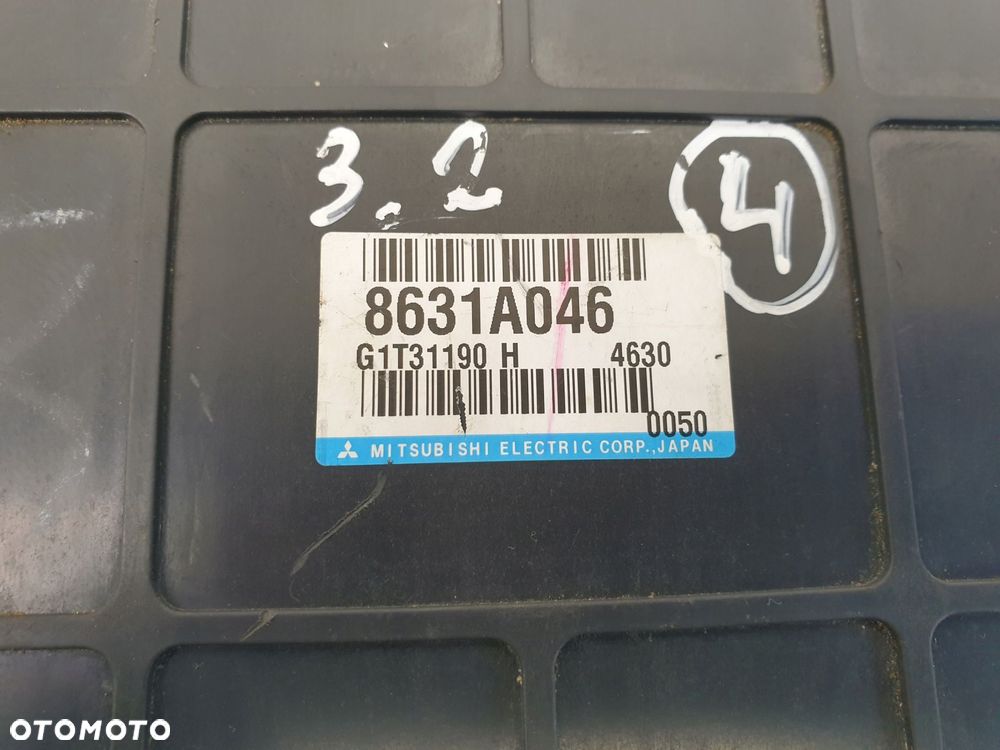 3.2
4
8631A046
G1T31190 H 4630
0050
MITSUBISHI ELECTRIC CORP., JAPAN
OTOMOTO